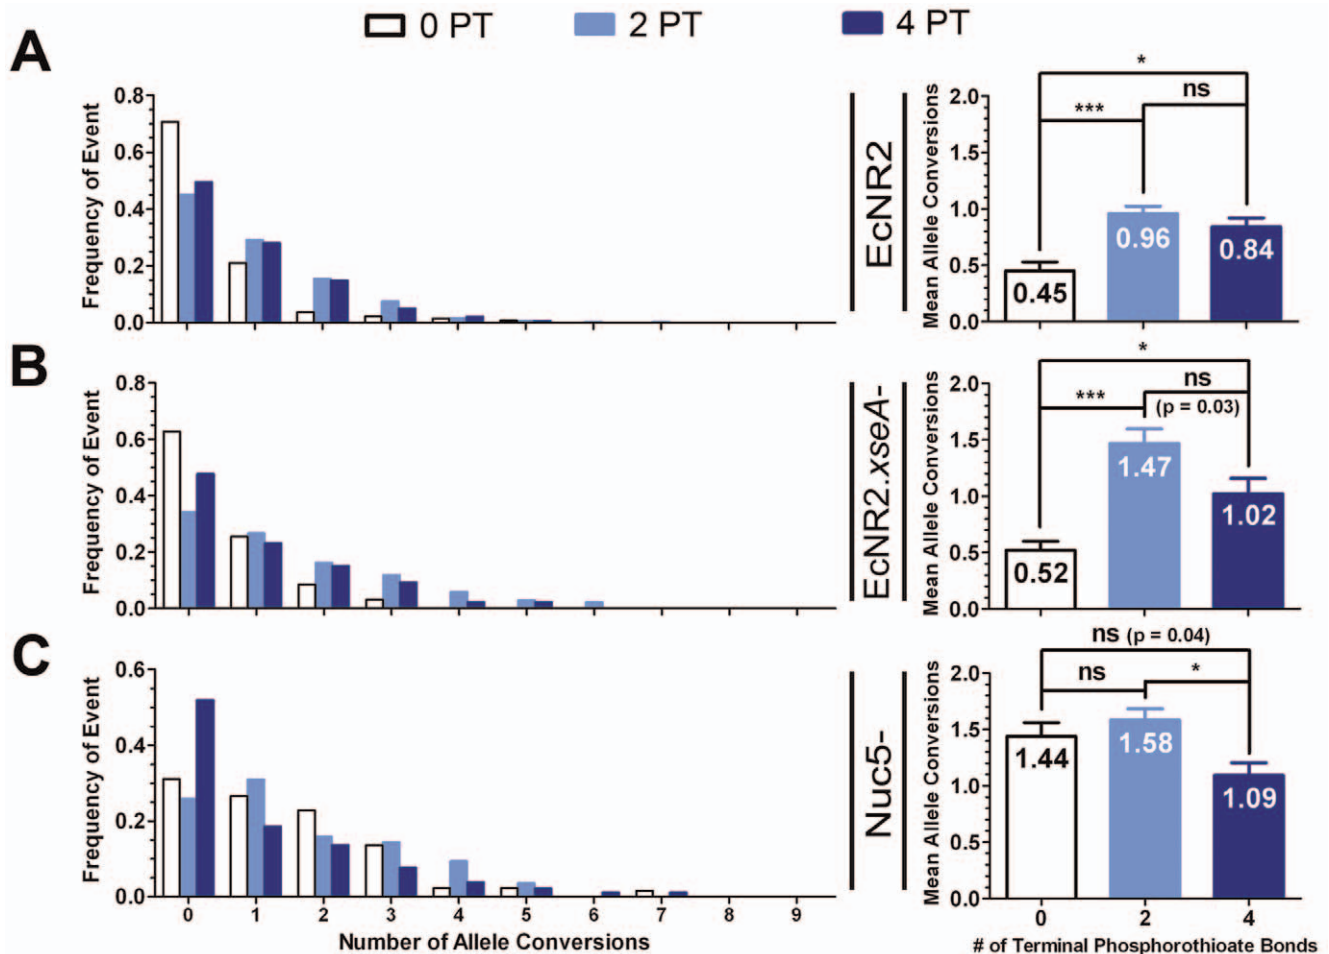 0 PT 2 PT 4 PT
A
Frequency of Event
0.8
0.6
0.4
0.2
0.0
EcNR2
Mean Allele Conversions
2.0
1.5
1.0
0.5
0.0
*
***
ns
0.45
0.96
0.84
B
Frequency of Event
0.8
0.6
0.4
0.2
0.0
EcNR2.xseA-
Mean Allele Conversions
2.0
1.5
1.0
0.5
0.0
*
***
ns
(p = 0.03)
0.52
1.47
1.02
C
Frequency of Event
0.6
0.4
0.2
0.0
0 1 2 3 4 5 6 7 8 9
Number of Allele Conversions
Nuc5-
Mean Allele Conversions
2.0
1.5
1.0
0.5
0.0
ns (p = 0.04)
ns
*
1.44
1.58
1.09
0 2 4
# of Terminal Phosphorothioate Bonds